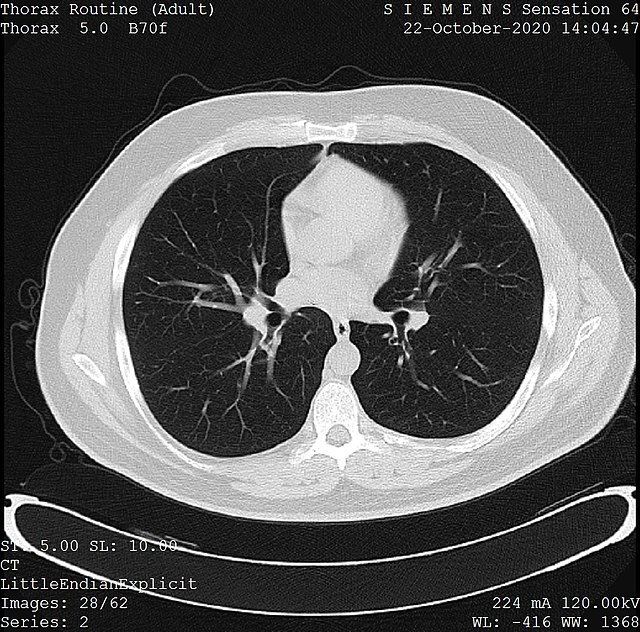 Thorax Routine (Adult)
Thorax 5.0 B70f
S I E M E N S Sensation 64
22-October-2020 14:04:47
ST: 5.00 SL: 10.00
CT
LittleEndianExplicit
Images: 28/62
Series: 2
224 mA 120.00kV
WL: -416 WW: 1368